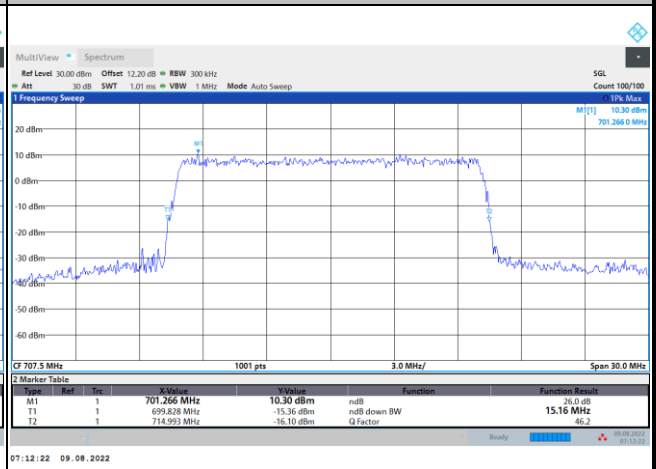 MultiView Spectrum
Ref Level 30.00 dBm Offset 12.20 dB RBW 300 kHz SGL
Att 30 dB SWT 1.01 ms VBW 1 MHz Mode Auto Sweep Count 100/100
1 Frequency Sweep 1Pk Max
M1[1] 10.30 dBm
701.266 0 MHz
20 dBm
M1
10 dBm
0 dBm
-10 dBm
T1 T2
-20 dBm
-30 dBm
-40 dBm
-50 dBm
-60 dBm
CF 707.5 MHz 1001 pts 3.0 MHz/ Span 30.0 MHz
2 Marker Table
Type Ref Trc X-Value Y-Value Function Function Result
M1 1 701.266 MHz 10.30 dBm ndB 26.0 dB
T1 1 699.828 MHz -15.36 dBm ndB down BW 15.16 MHz
T2 1 714.993 MHz -16.10 dBm Q Factor 46.2
Ready 09.08.2022
07:12:22
07:12:22 09.08.2022